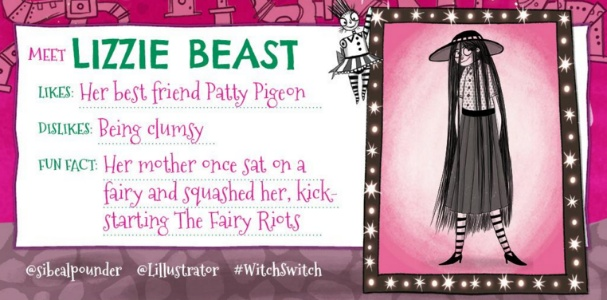 MEET LIZZIE BEAST
LIKES: Her best friend Patty Pigeon
DISLIKES: Being clumsy
FUN FACT: Her mother once sat on a
fairy and squashed her, kick-
starting The Fairy Riots
@sibealpounder @Lillustrator #WitchSwitch